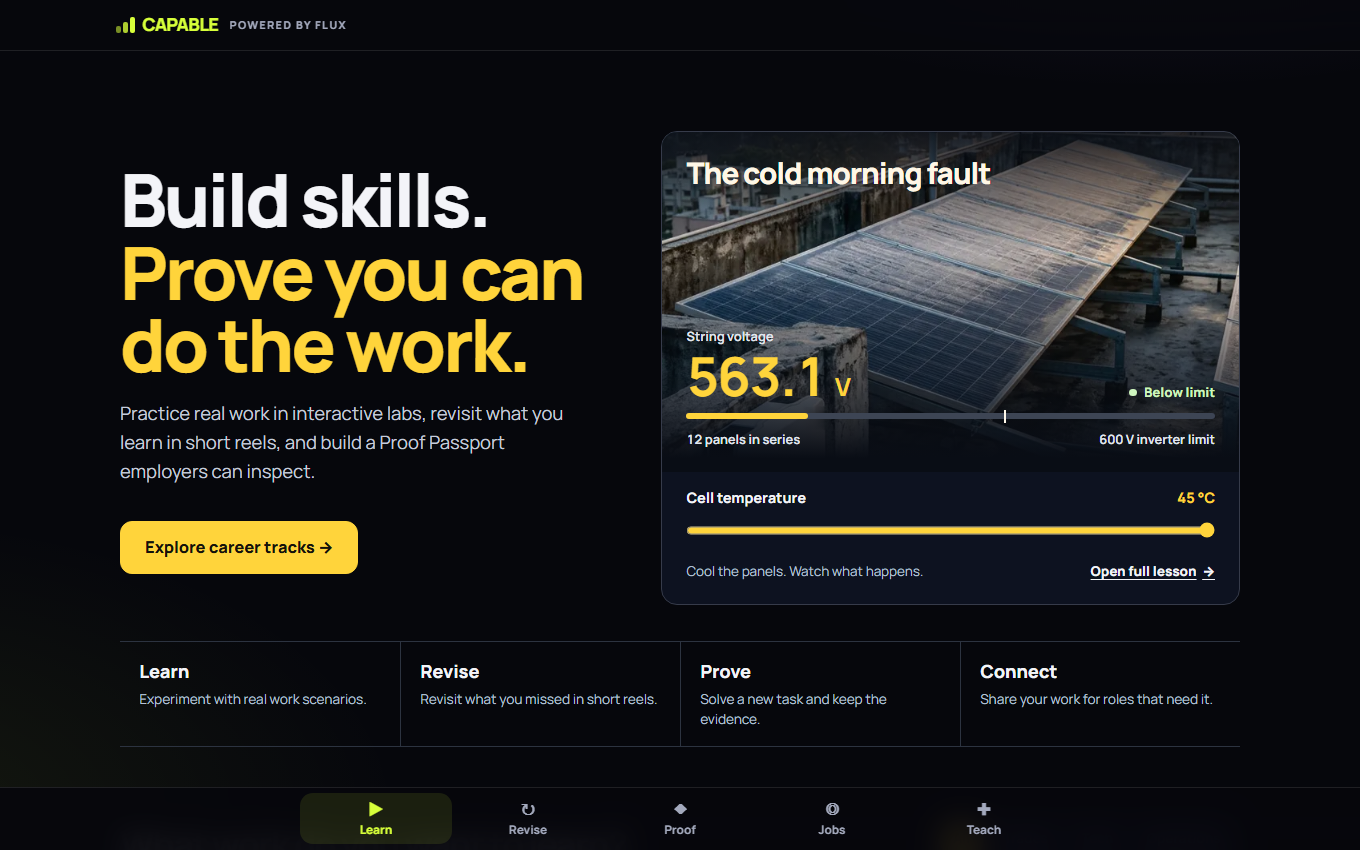 CAPABLE POWERED BY FLUX
Build skills.
Prove you can
do the work.
Practice real work in interactive labs, revisit what you
learn in short reels, and build a Proof Passport
employers can inspect.
Explore career tracks →
The cold morning fault
String voltage
563.1 V
Below limit
12 panels in series
600 V inverter limit
Cell temperature
45 °C
Cool the panels. Watch what happens.
Open full lesson →
Learn
Experiment with real work scenarios.
Revise
Revisit what you missed in short reels.
Prove
Solve a new task and keep the
evidence.
Connect
Share your work for roles that need it.
Learn
Revise
Proof
Jobs
Teach